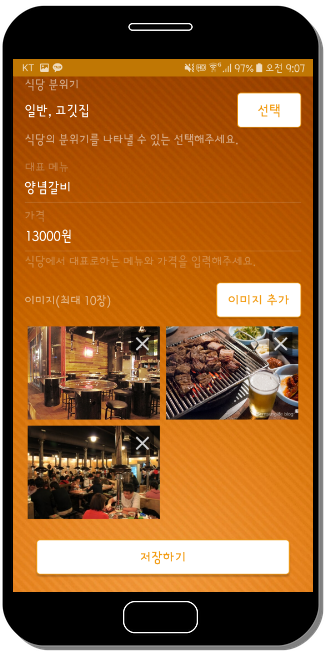 KT 97% 오전 9:07
식당 분위기
일반, 고깃집
선택
식당의 분위기를 나타낼 수 있는 선택해주세요.
대표 메뉴
양념갈비
가격
13000원
식당에서 대표로하는 메뉴와 가격을 입력해주세요.
이미지(최대 10장)
이미지 추가
저장하기